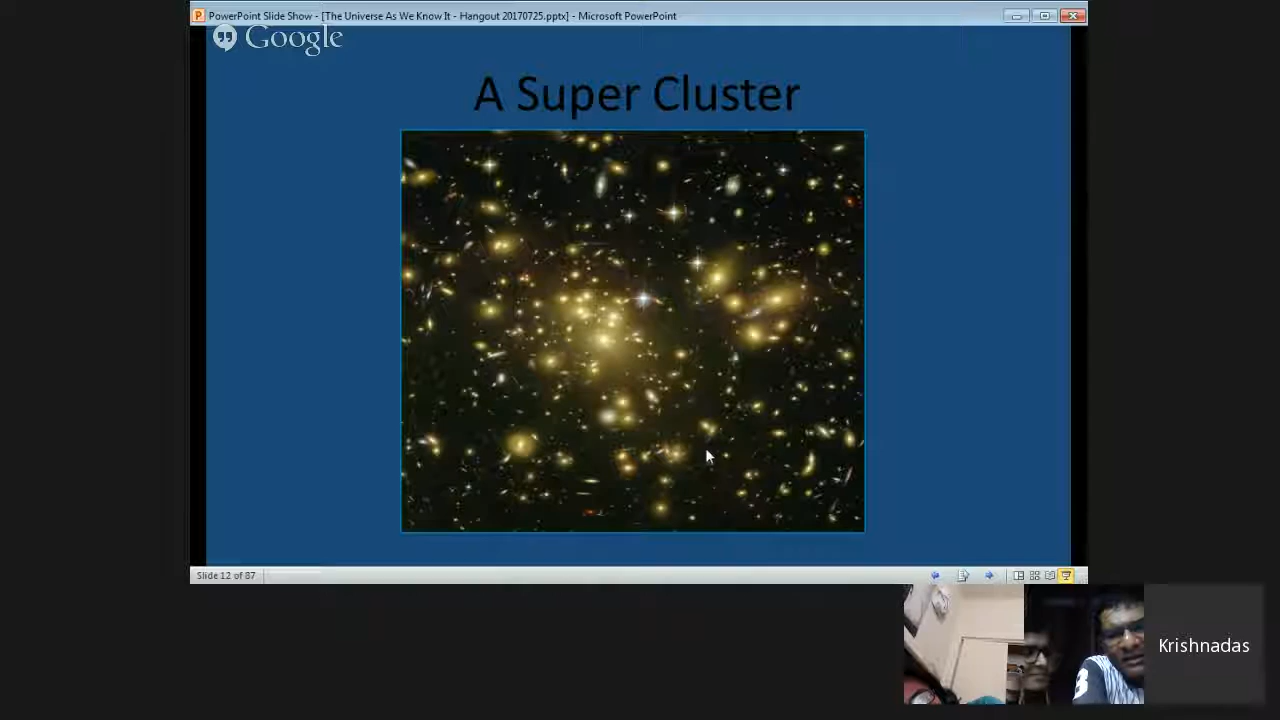 PowerPoint Slide Show - [The Universe As We Know It - Hangout 20170725.pptx] - Microsoft PowerPoint
Google
A Super Cluster
Slide 12 of 87
Krishnadas